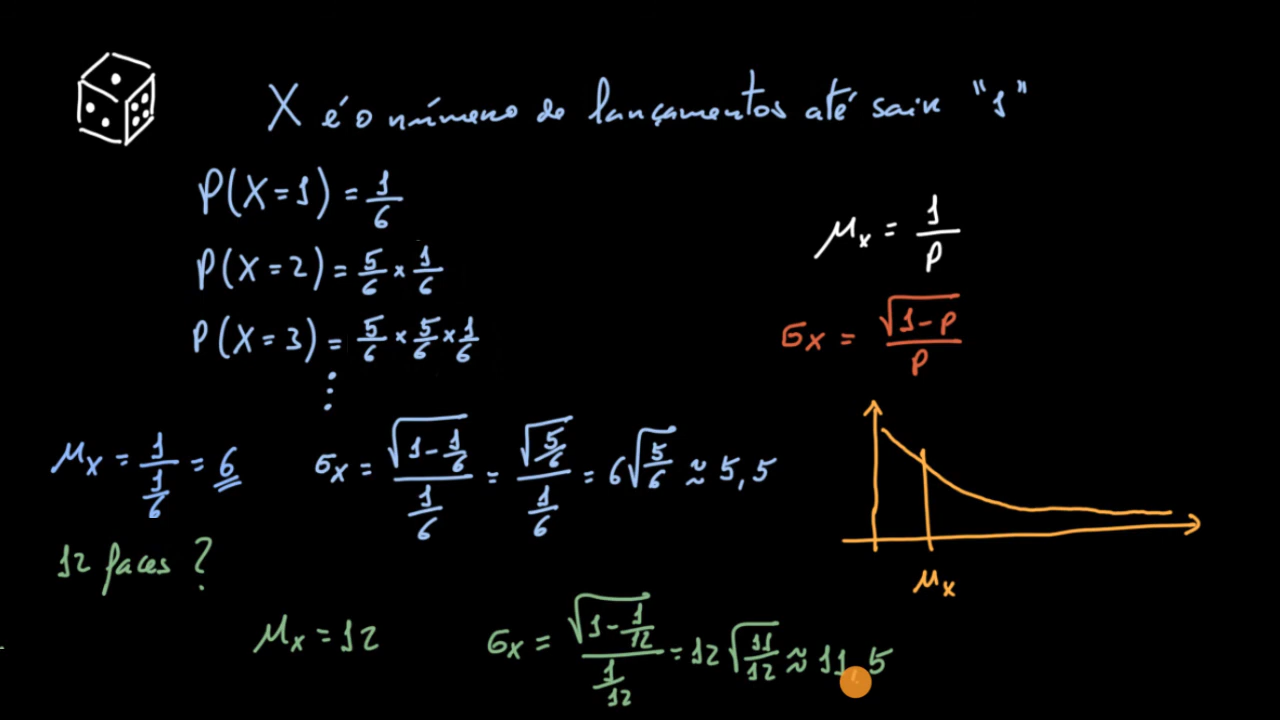 X é o número de lançamentos até sair "1"
P(X=1) = 1/6
P(X=2) = 5/6 × 1/6
P(X=3) = 5/6 × 5/6 × 1/6
⋮
μx = 1/p
σx = √(1-p)/p
μx = 1/(1/6) = 6
σx = √(1-1/6)/(1/6) = √(5/6)/(1/6) = 6√(5/6) ≈ 5,5
μx
12 faces?
μx = 12
σx = √(1-1/12)/(1/12) = 12√(11/12) ≈ 11,5